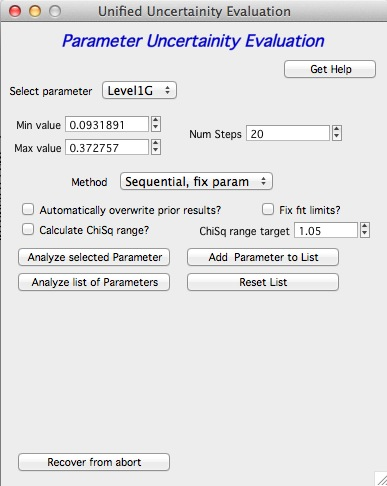 Unified Uncertainity Evaluation
Parameter Uncertainity Evaluation
Get Help
Select parameter Level1G
Min value 0.0931891
Num Steps 20
Max value 0.372757
Method Sequential, fix param
Automatically overwrite prior results? Fix fit limits?
Calculate ChiSq range? ChiSq range target 1.05
Analyze selected Parameter Add Parameter to List
Analyze list of Parameters Reset List
Recover from abort